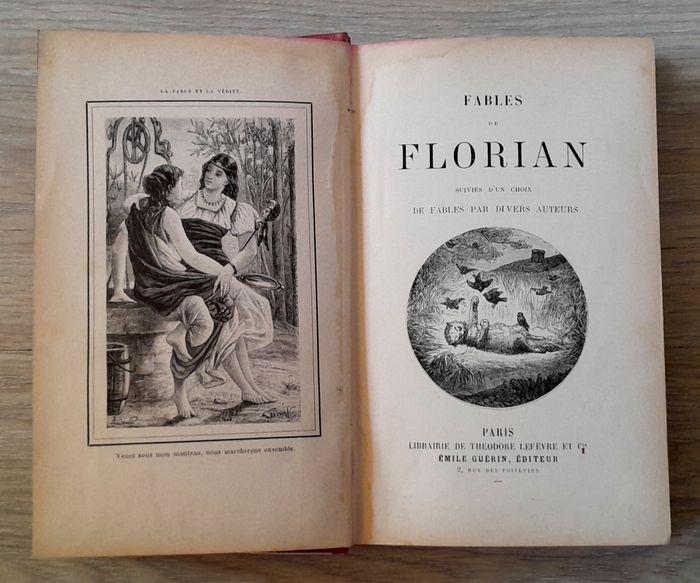 LA FABLE ET LA VÉRITÉ.
Venez sous mon manteau, nous marcherons ensemble.
FABLES
DE
FLORIAN
SUIVIES D'UN CHOIX
DE FABLES PAR DIVERS AUTEURS
PARIS
LIBRAIRIE DE THÉODORE LEFÈVRE ET Cie
ÉMILE GUÉRIN, ÉDITEUR
2, RUE DES POITEVINS